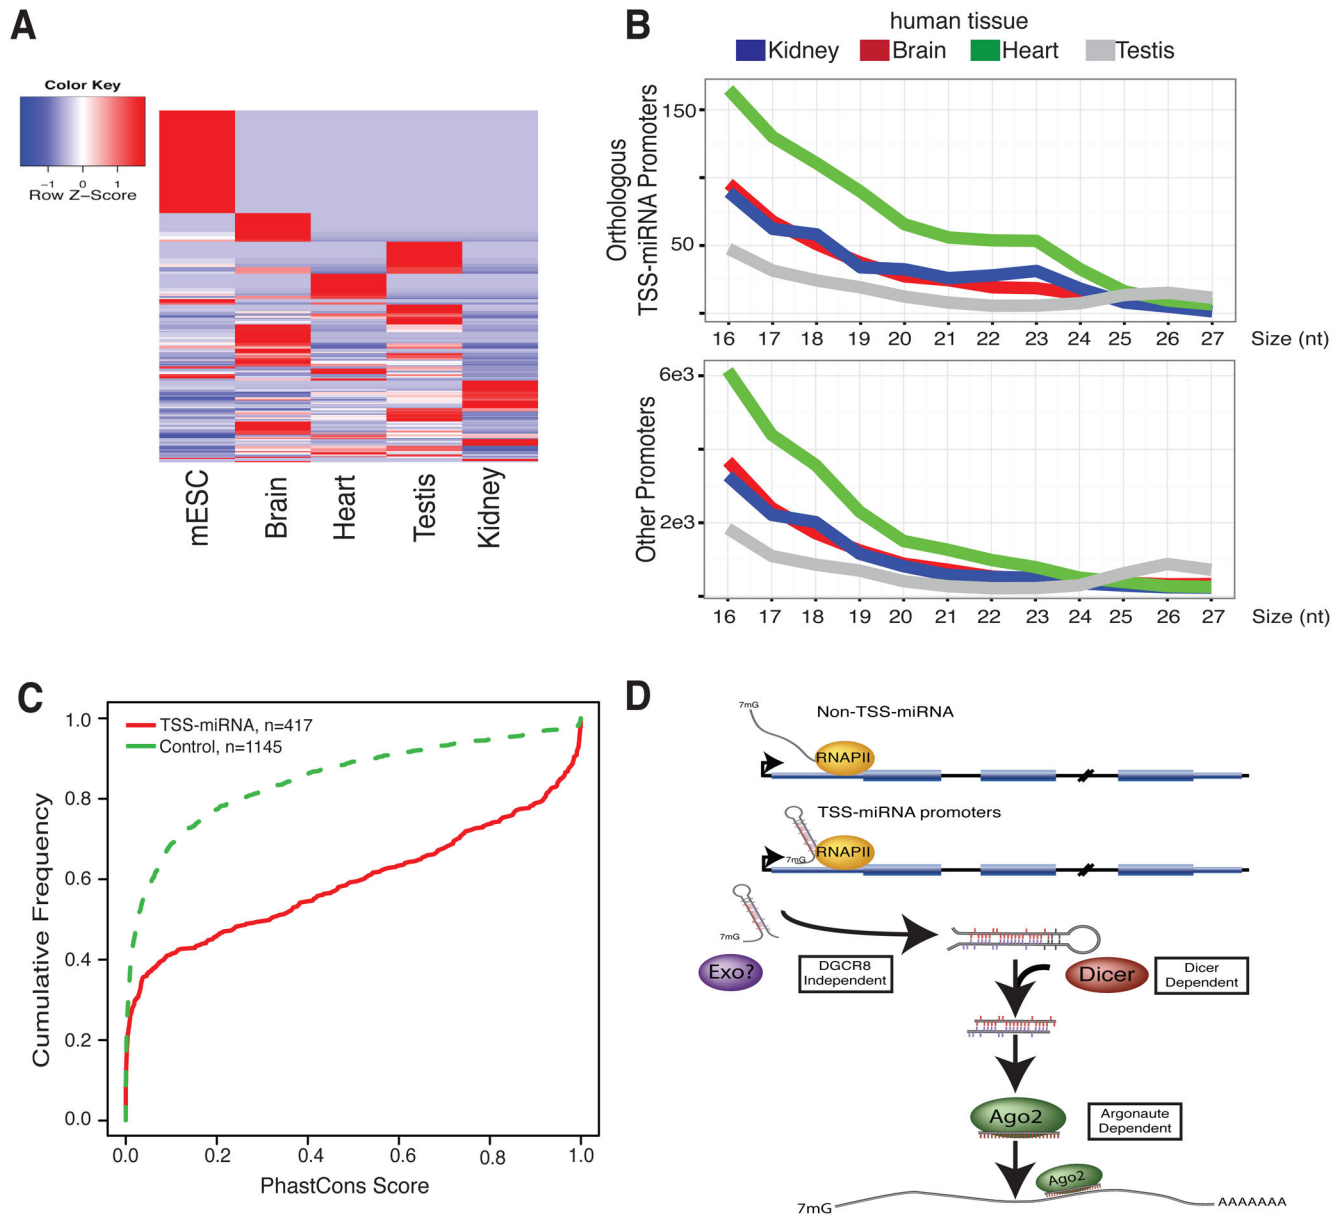 A
Color Key
−1 0 1
Row Z−Score
mESC
Brain
Heart
Testis
Kidney
B
human tissue
Kidney Brain Heart Testis
Orthologous
TSS-miRNA Promoters
150
50
16 17 18 19 20 21 22 23 24 25 26 27 Size (nt)
Other Promoters
6e3
2e3
16 17 18 19 20 21 22 23 24 25 26 27 Size (nt)
C
TSS-miRNA, n=417
Control, n=1145
Cumulative Frequency
1.0
0.8
0.6
0.4
0.2
0.0
0.0 0.2 0.4 0.6 0.8 1.0
PhastCons Score
D
7mG
Non-TSS-miRNA
RNAPII
TSS-miRNA promoters
7mG
RNAPII
7mG
Exo?
DGCR8
Independent
Dicer
Dicer
Dependent
Ago2
Argonaute
Dependent
Ago2
7mG
AAAAAAA